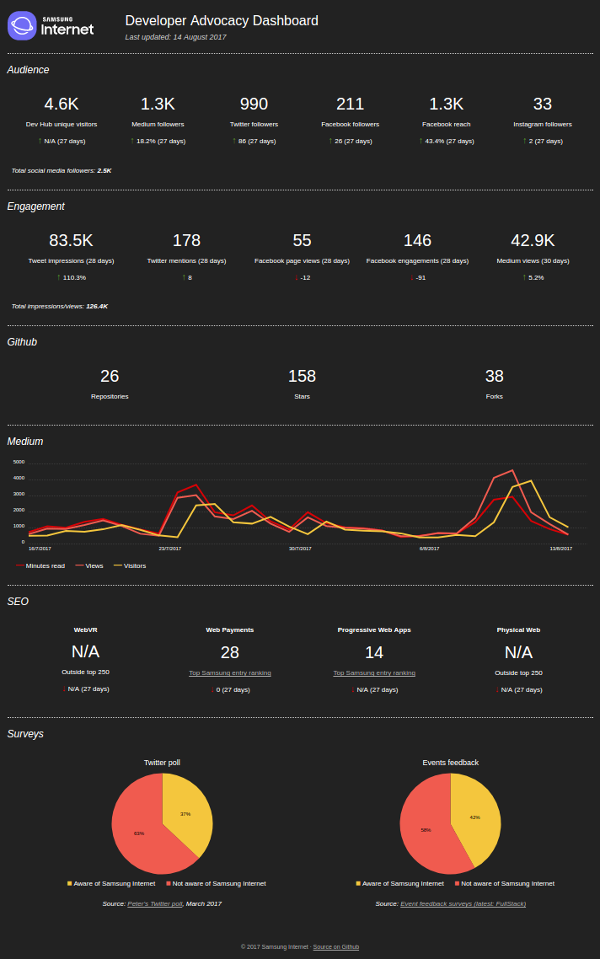 SAMSUNG
Internet
Developer Advocacy Dashboard
Last updated: 14 August 2017
Audience
4.6K 1.3K 990 211 1.3K 33
Dev Hub unique visitors Medium followers Twitter followers Facebook followers Facebook reach Instagram followers
↑ N/A (27 days) ↑ 18.2% (27 days) ↑ 86 (27 days) ↑ 26 (27 days) ↑ 43.4% (27 days) ↑ 2 (27 days)
Total social media followers: 2.5K
Engagement
83.5K 178 55 146 42.9K
Tweet impressions (28 days) Twitter mentions (28 days) Facebook page views (28 days) Facebook engagements (28 days) Medium views (30 days)
↑ 110.3% ↑ 8 ↓ -12 ↓ -91 ↑ 5.2%
Total impressions/views: 126.4K
Github
26 158 38
Repositories Stars Forks
Medium
5000
4000
3000
2000
1000
0
16/7/2017 23/7/2017 30/7/2017 6/8/2017 13/8/2017
Minutes read Views Visitors
SEO
WebVR Web Payments Progressive Web Apps Physical Web
N/A 28 14 N/A
Outside top 250 Top Samsung entry ranking Top Samsung entry ranking Outside top 250
↓ N/A (27 days) ↓ 0 (27 days) ↓ N/A (27 days) ↓ N/A (27 days)
Surveys
Twitter poll Events feedback
37% 42%
63% 58%
Aware of Samsung Internet Not aware of Samsung Internet Aware of Samsung Internet Not aware of Samsung Internet
Source: Peter's Twitter poll, March 2017 Source: Event feedback surveys (latest: FullStack)
© 2017 Samsung Internet · Source on Github